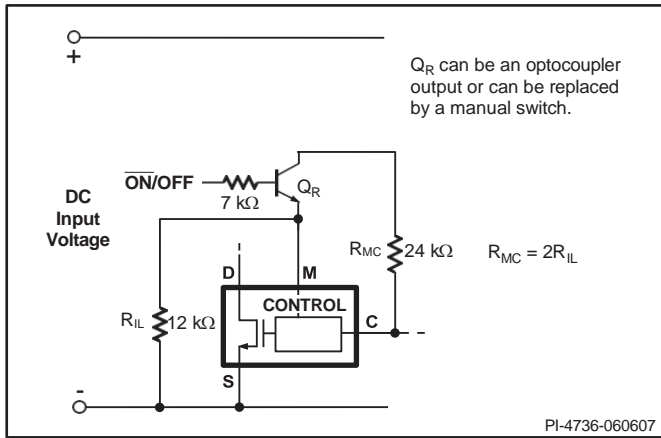 +
Q_R can be an optocoupler
output or can be replaced
by a manual switch.
ON/OFF
7 kΩ
Q_R
DC
Input
Voltage
R_MC
24 kΩ
R_MC = 2R_IL
D
M
CONTROL
C
R_IL
12 kΩ
S
-
PI-4736-060607